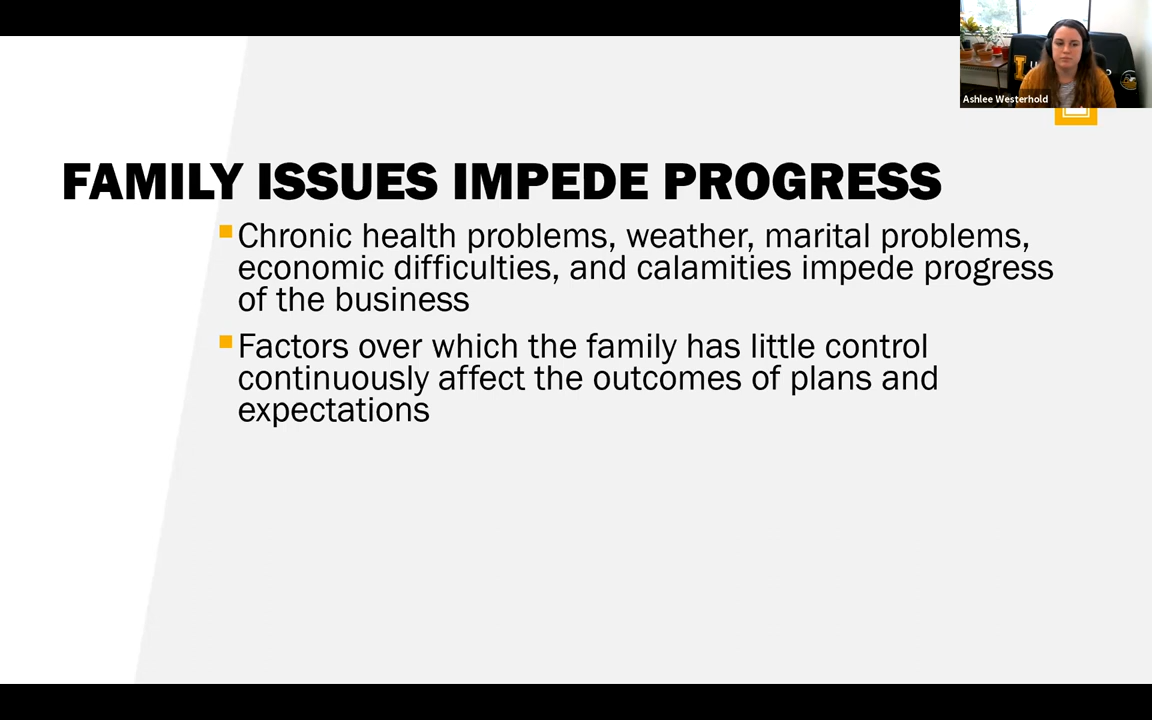 Ashlee Westerhold
FAMILY ISSUES IMPEDE PROGRESS
Chronic health problems, weather, marital problems,
economic difficulties, and calamities impede progress
of the business
Factors over which the family has little control
continuously affect the outcomes of plans and
expectations